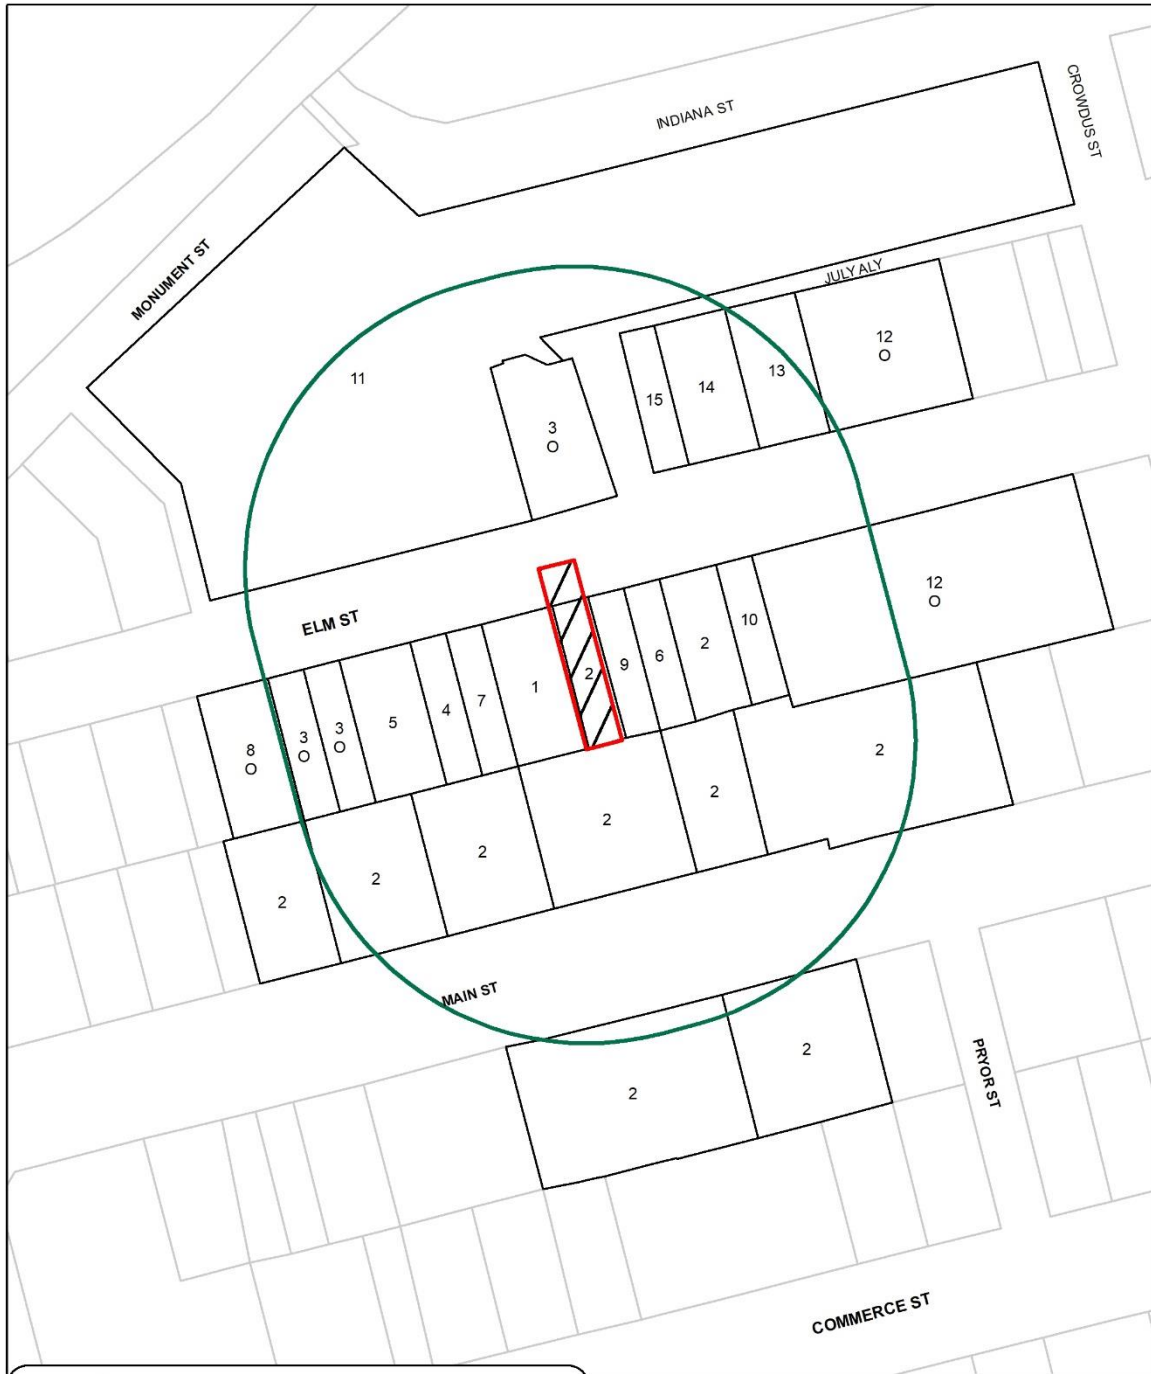 INDIANA ST
CROWDUS ST
MONUMENT ST
JULY ALY
12
O
11
13
14
15
3
O
12
O
ELM ST
10
2
6
9
2
1
7
4
5
3
O
3
O
8
O
2
2
2
2
2
2
MAIN ST
2
2
PRYOR ST
COMMERCE ST